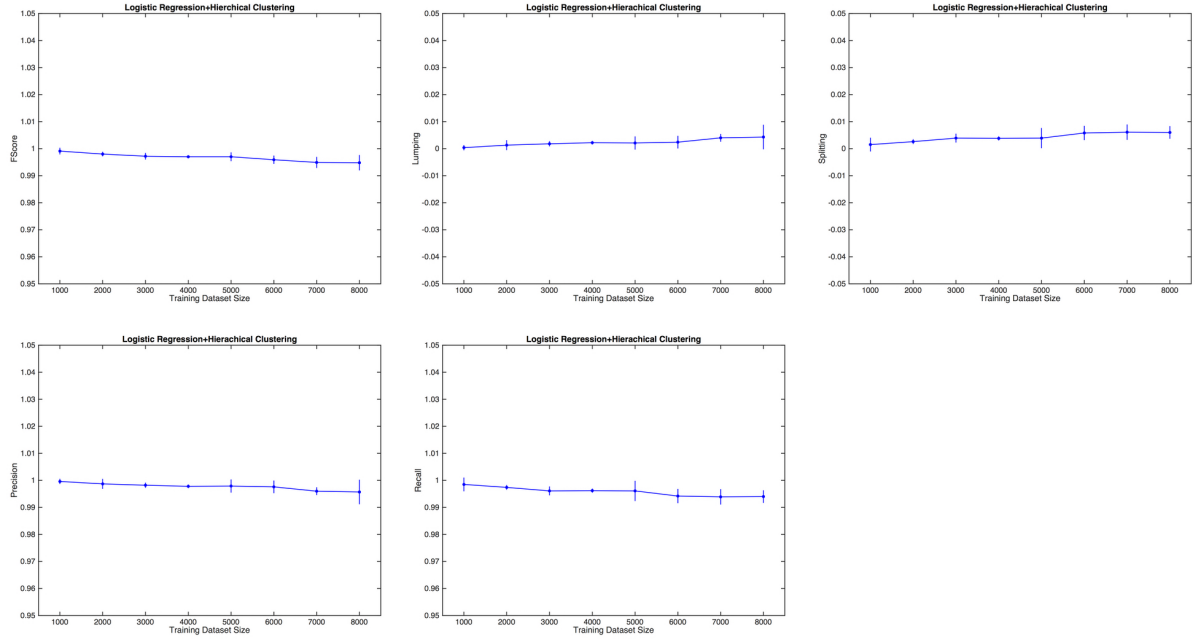 Logistic Regression+Hierchical Clustering
1.05
1.04
1.03
1.02
1.01
1
0.99
0.98
0.97
0.96
0.95
FScore
1000 2000 3000 4000 5000 6000 7000 8000
Training Dataset Size
Logistic Regression+Hierachical Clustering
0.05
0.04
0.03
0.02
0.01
0
-0.01
-0.02
-0.03
-0.04
-0.05
Lumping
1000 2000 3000 4000 5000 6000 7000 8000
Training Dataset Size
Logistic Regression+Hierachical Clustering
0.05
0.04
0.03
0.02
0.01
0
-0.01
-0.02
-0.03
-0.04
-0.05
Splitting
1000 2000 3000 4000 5000 6000 7000 8000
Training Dataset Size
Logistic Regression+Hierachical Clustering
1.05
1.04
1.03
1.02
1.01
1
0.99
0.98
0.97
0.96
0.95
Precision
1000 2000 3000 4000 5000 6000 7000 8000
Training Dataset Size
Logistic Regression+Hierachical Clustering
1.05
1.04
1.03
1.02
1.01
1
0.99
0.98
0.97
0.96
0.95
Recall
1000 2000 3000 4000 5000 6000 7000 8000
Training Dataset Size